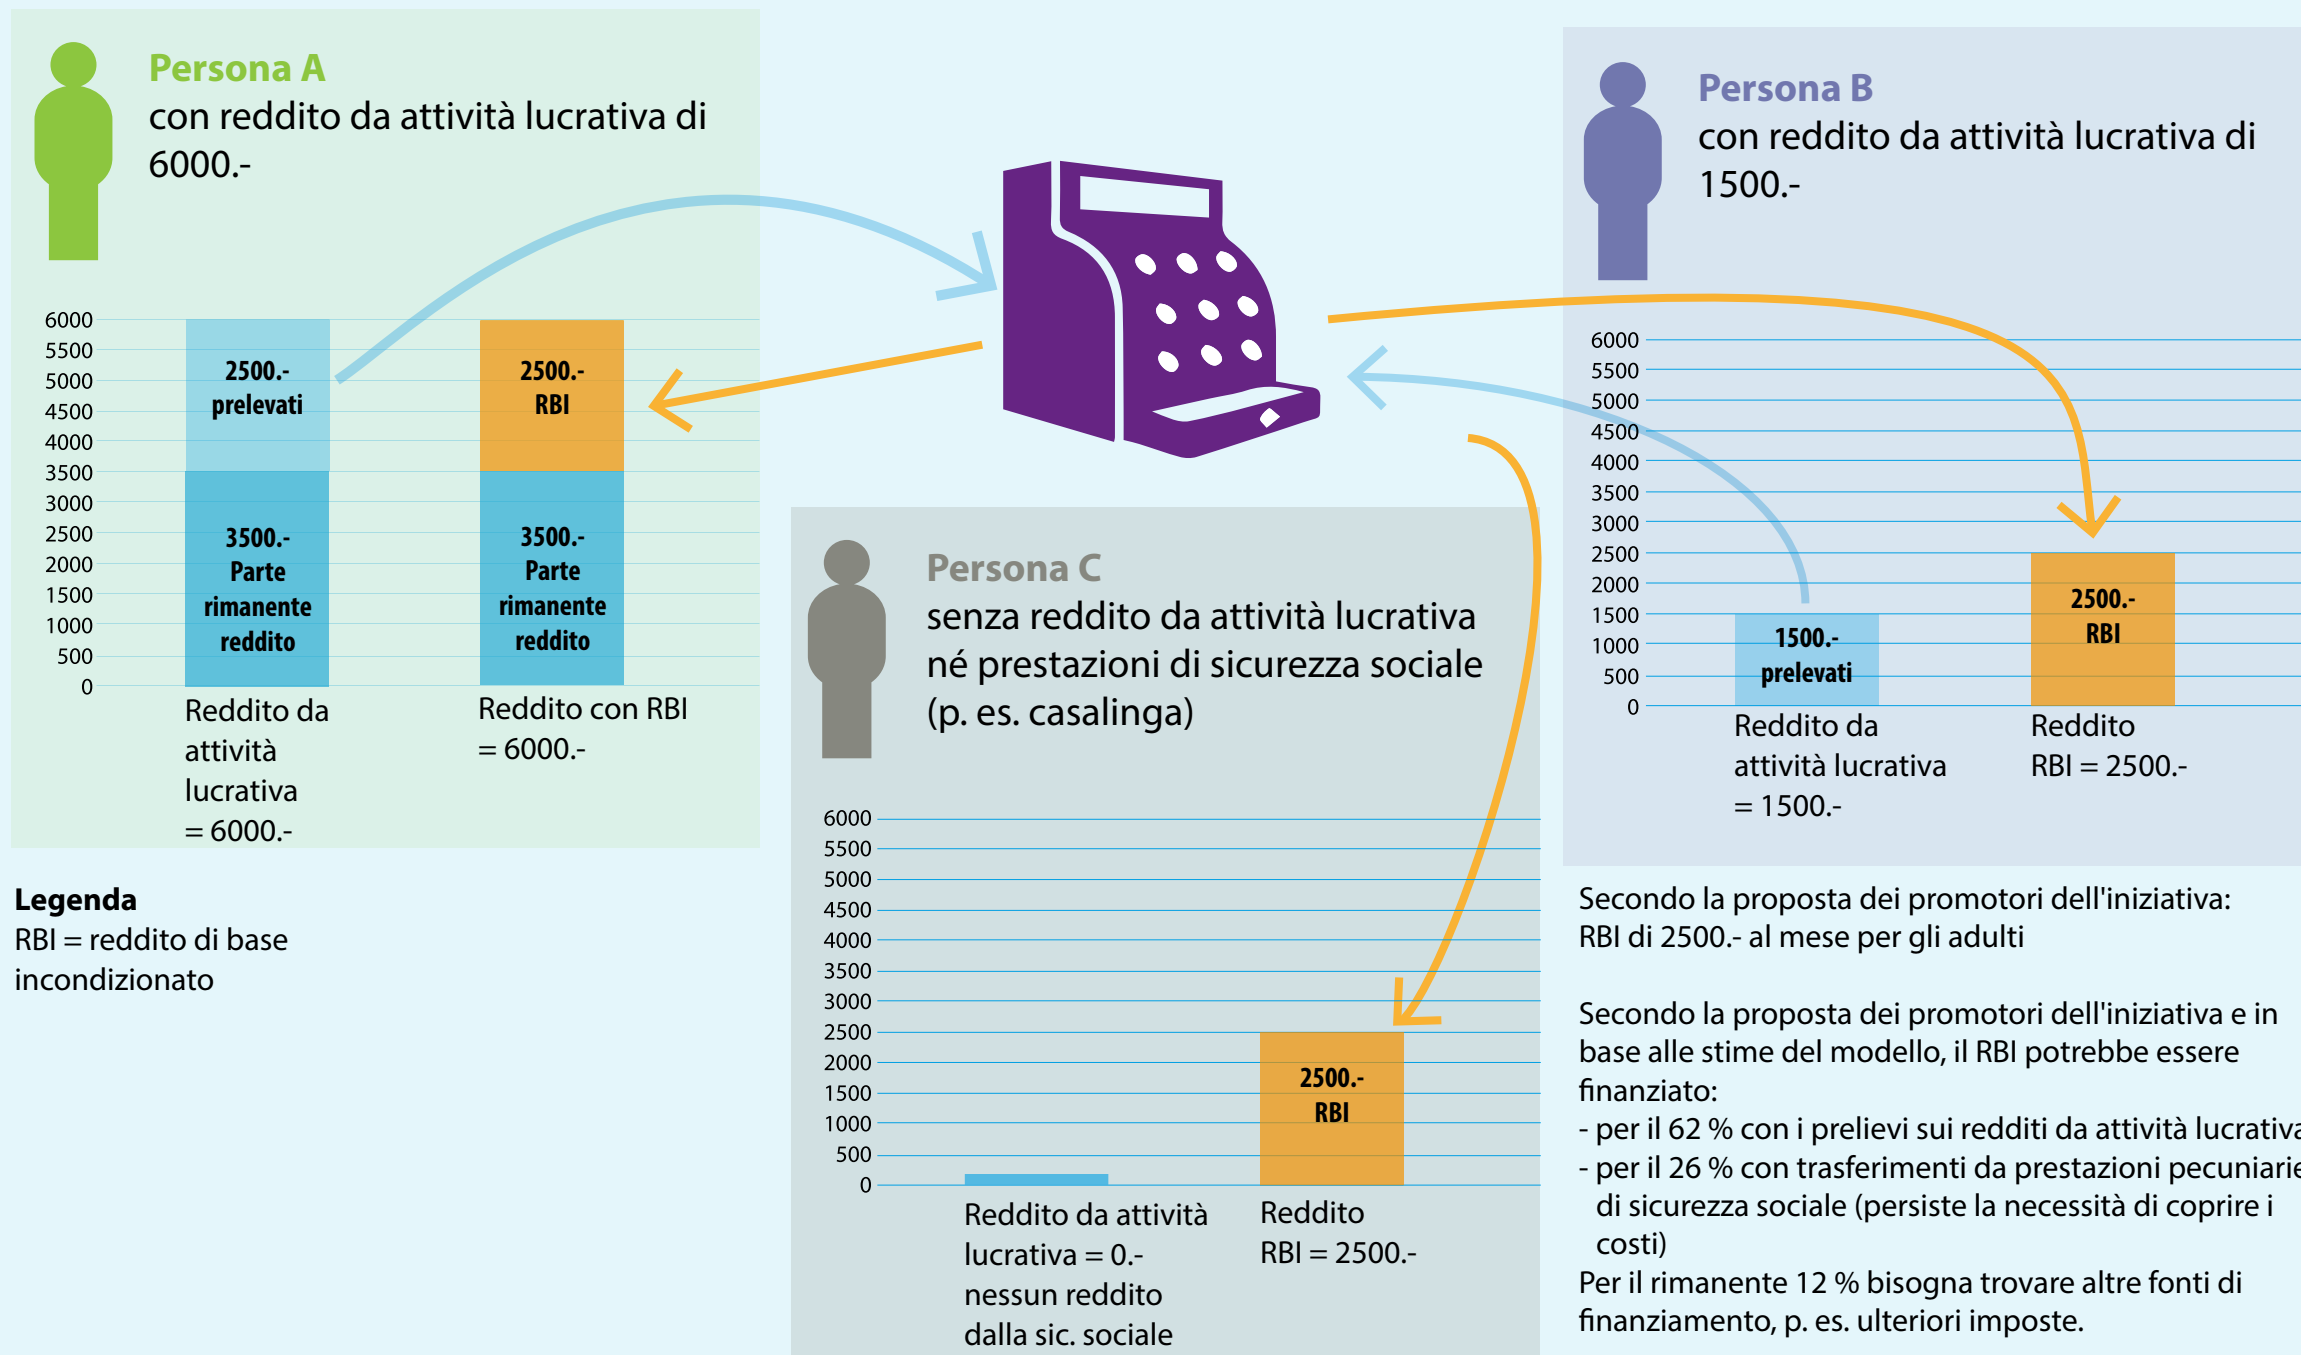 Persona A
con reddito da attività lucrativa di
6000.-
6000
5500
5000
4500
4000
3500
3000
2500
2000
1500
1000
500
0
2500.-
prelevati
3500.-
Parte
rimanente
reddito
2500.-
RBI
3500.-
Parte
rimanente
reddito
Reddito da
attività
lucrativa
= 6000.-
Reddito con RBI
= 6000.-
Legenda
RBI = reddito di base
incondizionato
Persona C
senza reddito da attività lucrativa
né prestazioni di sicurezza sociale
(p. es. casalinga)
6000
5500
5000
4500
4000
3500
3000
2500
2000
1500
1000
500
0
2500.-
RBI
Reddito da attività
lucrativa = 0.-
nessun reddito
dalla sic. sociale
Reddito
RBI = 2500.-
Persona B
con reddito da attività lucrativa di
1500.-
6000
5500
5000
4500
4000
3500
3000
2500
2000
1500
1000
500
0
1500.-
prelevati
2500.-
RBI
Reddito da
attività lucrativa
= 1500.-
Reddito
RBI = 2500.-
Secondo la proposta dei promotori dell'iniziativa:
RBI di 2500.- al mese per gli adulti
Secondo la proposta dei promotori dell'iniziativa e in
base alle stime del modello, il RBI potrebbe essere
finanziato:
- per il 62 % con i prelievi sui redditi da attività lucrativa
- per il 26 % con trasferimenti da prestazioni pecuniarie
di sicurezza sociale (persiste la necessità di coprire i
costi)
Per il rimanente 12 % bisogna trovare altre fonti di
finanziamento, p. es. ulteriori imposte.